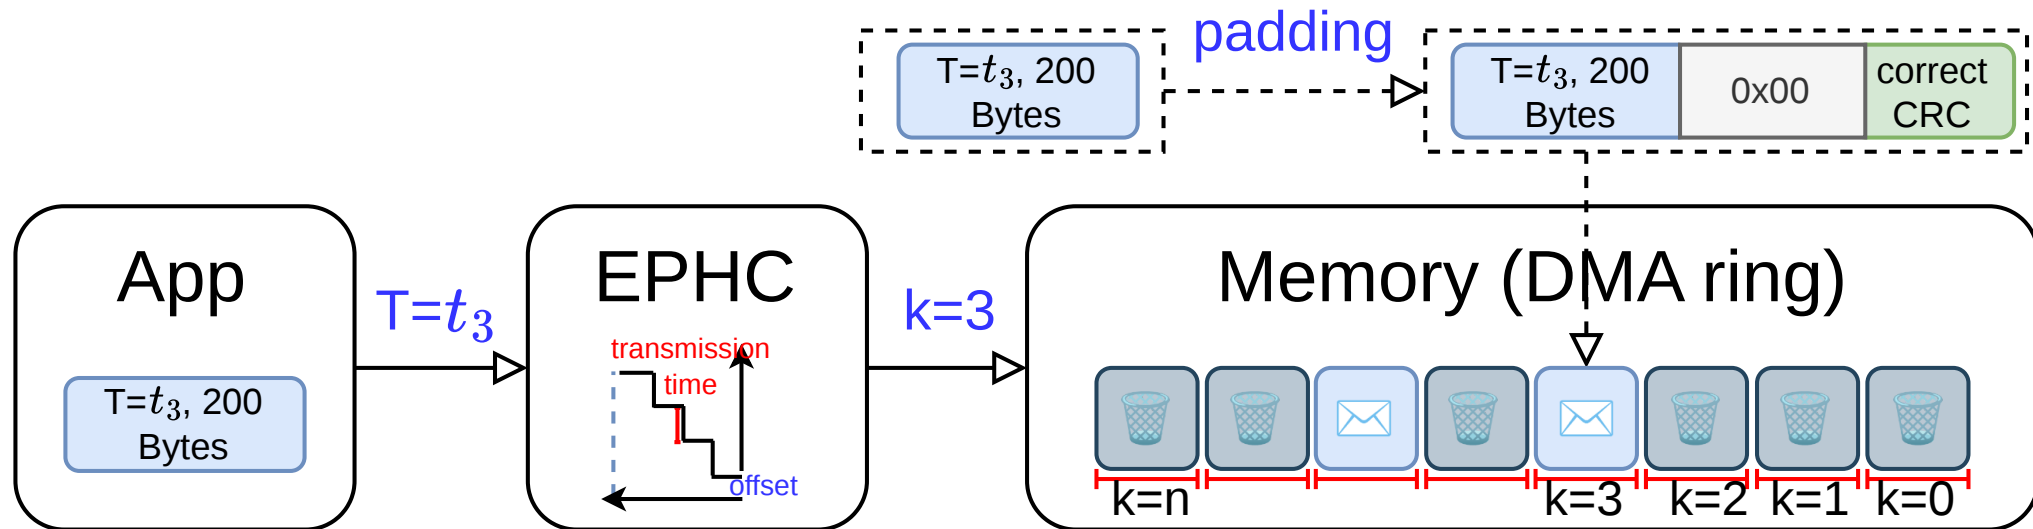 padding
T=t₃, 200
Bytes
T=t₃, 200
Bytes
0x00
correct
CRC
App
T=t₃
EPHC
k=3
Memory (DMA ring)
transmission
time
offset
T=t₃, 200
Bytes
k=n
k=3
k=2
k=1
k=0